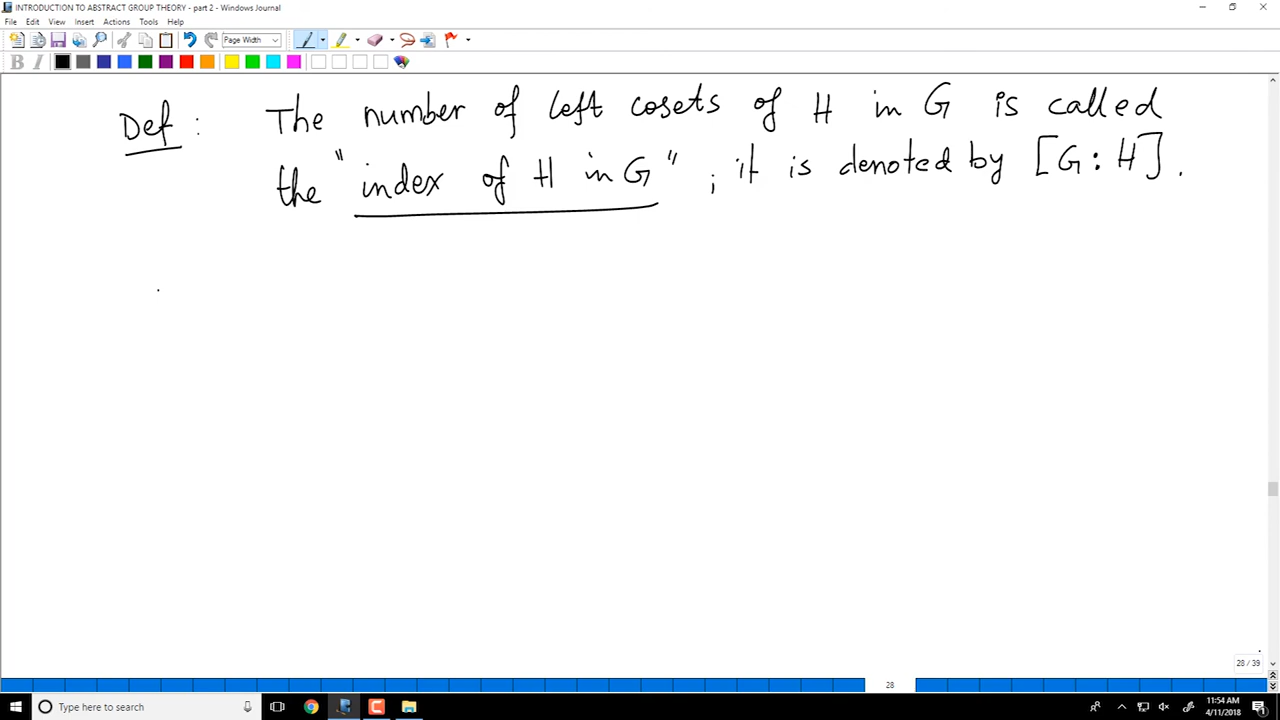 INTRODUCTION TO ABSTRACT GROUP THEORY - part 2 - Windows Journal
File Edit View Insert Actions Tools Help
Page Width
B I
Def : The number of left cosets of H in G is called
the "index of H in G" ; it is denoted by [G : H] .
28 / 39
28
Type here to search
11:54 AM
4/11/2018